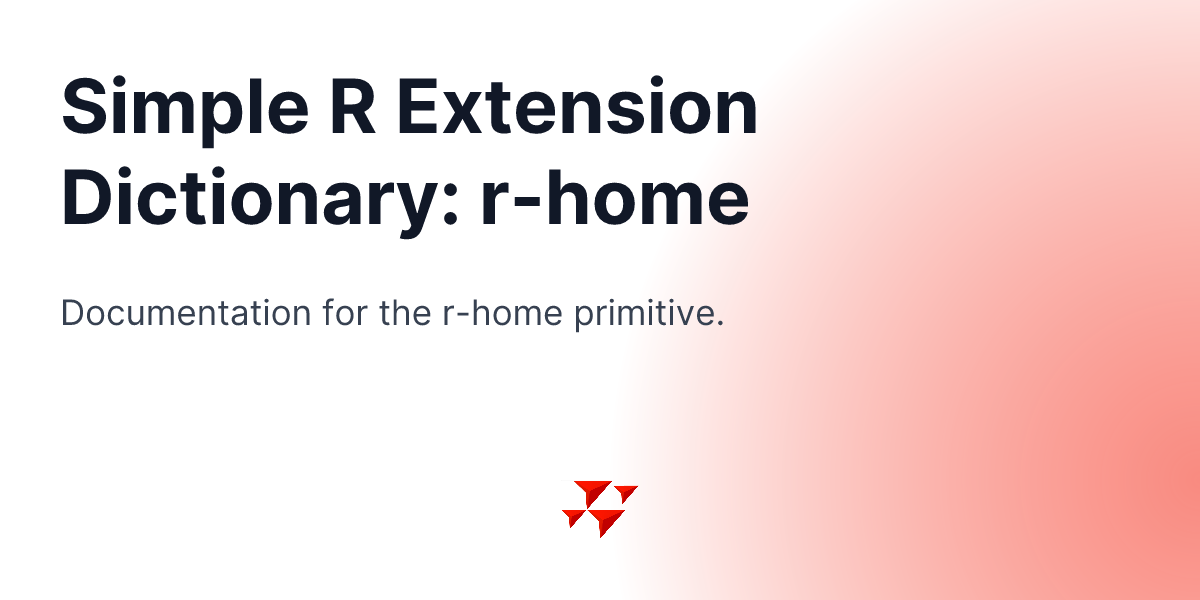 Simple R Extension
Dictionary: r-home
Documentation for the r-home primitive.